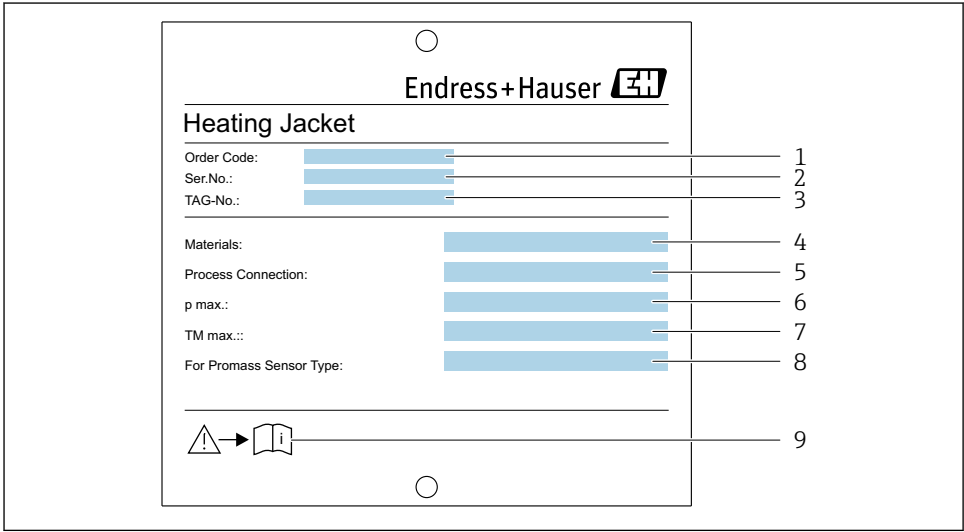 Endress+Hauser EH
Heating Jacket
Order Code: 1
Ser.No.: 2
TAG-No.: 3
Materials: 4
Process Connection: 5
p max.: 6
TM max.:: 7
For Promass Sensor Type: 8
i 9